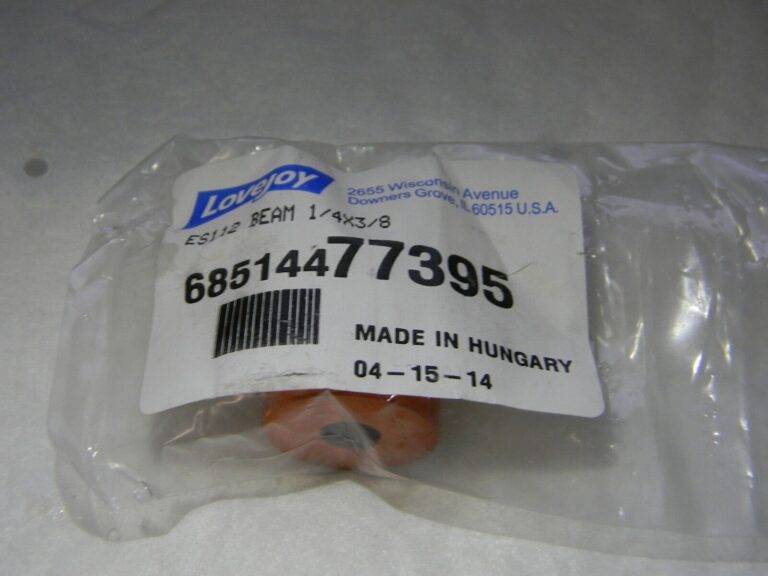 Lovejoy
2655 Wisconsin Avenue
Downers Grove, IL 60515 U.S.A.
ES112 BEAM 1/4X3/8
68514477395
MADE IN HUNGARY
04-15-14